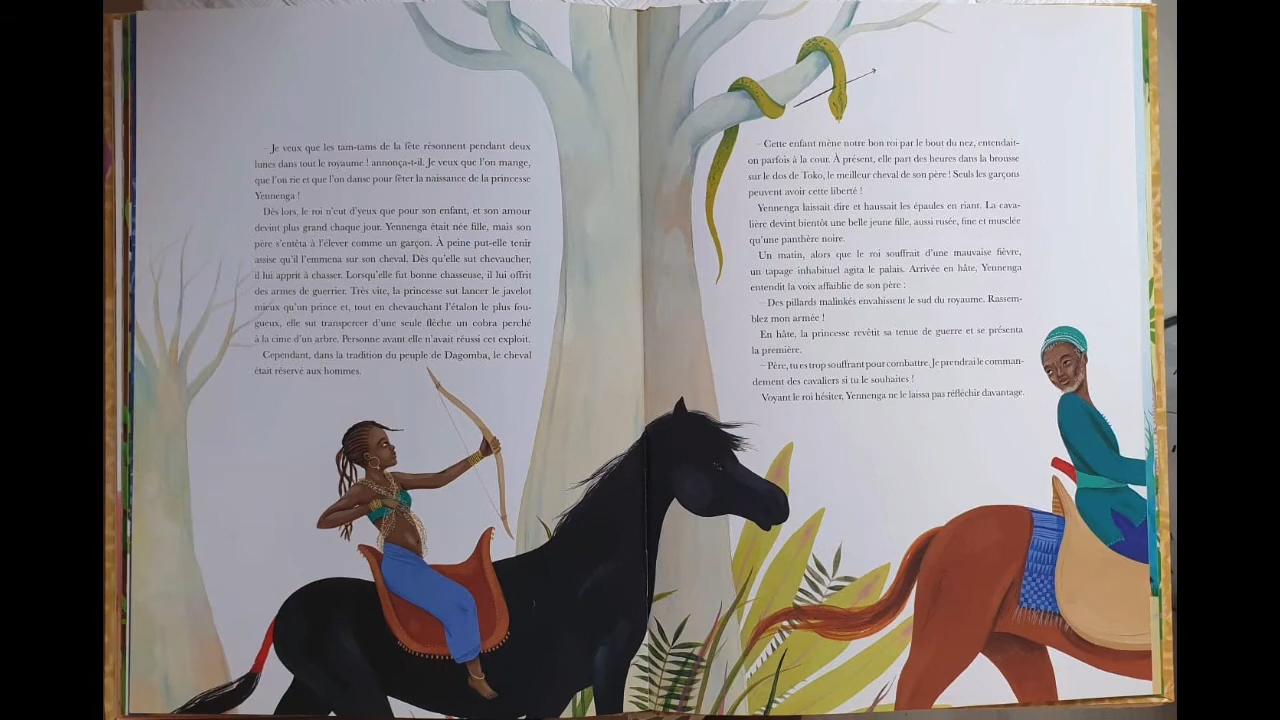 – Je veux que les tam-tams de la fête résonnent pendant deux
lunes dans tout le royaume ! annonça-t-il. Je veux que l'on mange,
que l'on rie et que l'on danse pour fêter la naissance de la princesse
Yennenga !
Dès lors, le roi n'eut d'yeux que pour son enfant, et son amour
devint plus grand chaque jour. Yennenga était née fille, mais son
père s'entêta à l'élever comme un garçon. À peine put-elle tenir
assise qu'il l'emmena sur son cheval. Dès qu'elle sut chevaucher,
il lui apprit à chasser. Lorsqu'elle fut bonne chasseuse, il lui offrit
des armes de guerrier. Très vite, la princesse sut lancer le javelot
mieux qu'un prince et, tout en chevauchant l'étalon le plus fou-
gueux, elle sut transpercer d'une seule flèche un cobra perché
à la cime d'un arbre. Personne avant elle n'avait réussi cet exploit.
Cependant, dans la tradition du peuple de Dagomba, le cheval
était réservé aux hommes.
– Cette enfant mène notre bon roi par le bout du nez, entendait-
on parfois à la cour. À présent, elle part des heures dans la brousse
sur le dos de Toko, le meilleur cheval de son père ! Seuls les garçons
peuvent avoir cette liberté !
Yennenga laissait dire et haussait les épaules en riant. La cava-
lière devint bientôt une belle jeune fille, aussi rusée, fine et musclée
qu'une panthère noire.
Un matin, alors que le roi souffrait d'une mauvaise fièvre,
un tapage inhabituel agita le palais. Arrivée en hâte, Yennenga
entendit la voix affaiblie de son père :
– Des pillards malinkés envahissent le sud du royaume. Rassem-
blez mon armée !
En hâte, la princesse revêtit sa tenue de guerre et se présenta
la première.
– Père, tu es trop souffrant pour combattre. Je prendrai le comman-
dement des cavaliers si tu le souhaites !
Voyant le roi hésiter, Yennenga ne le laissa pas réfléchir davantage.